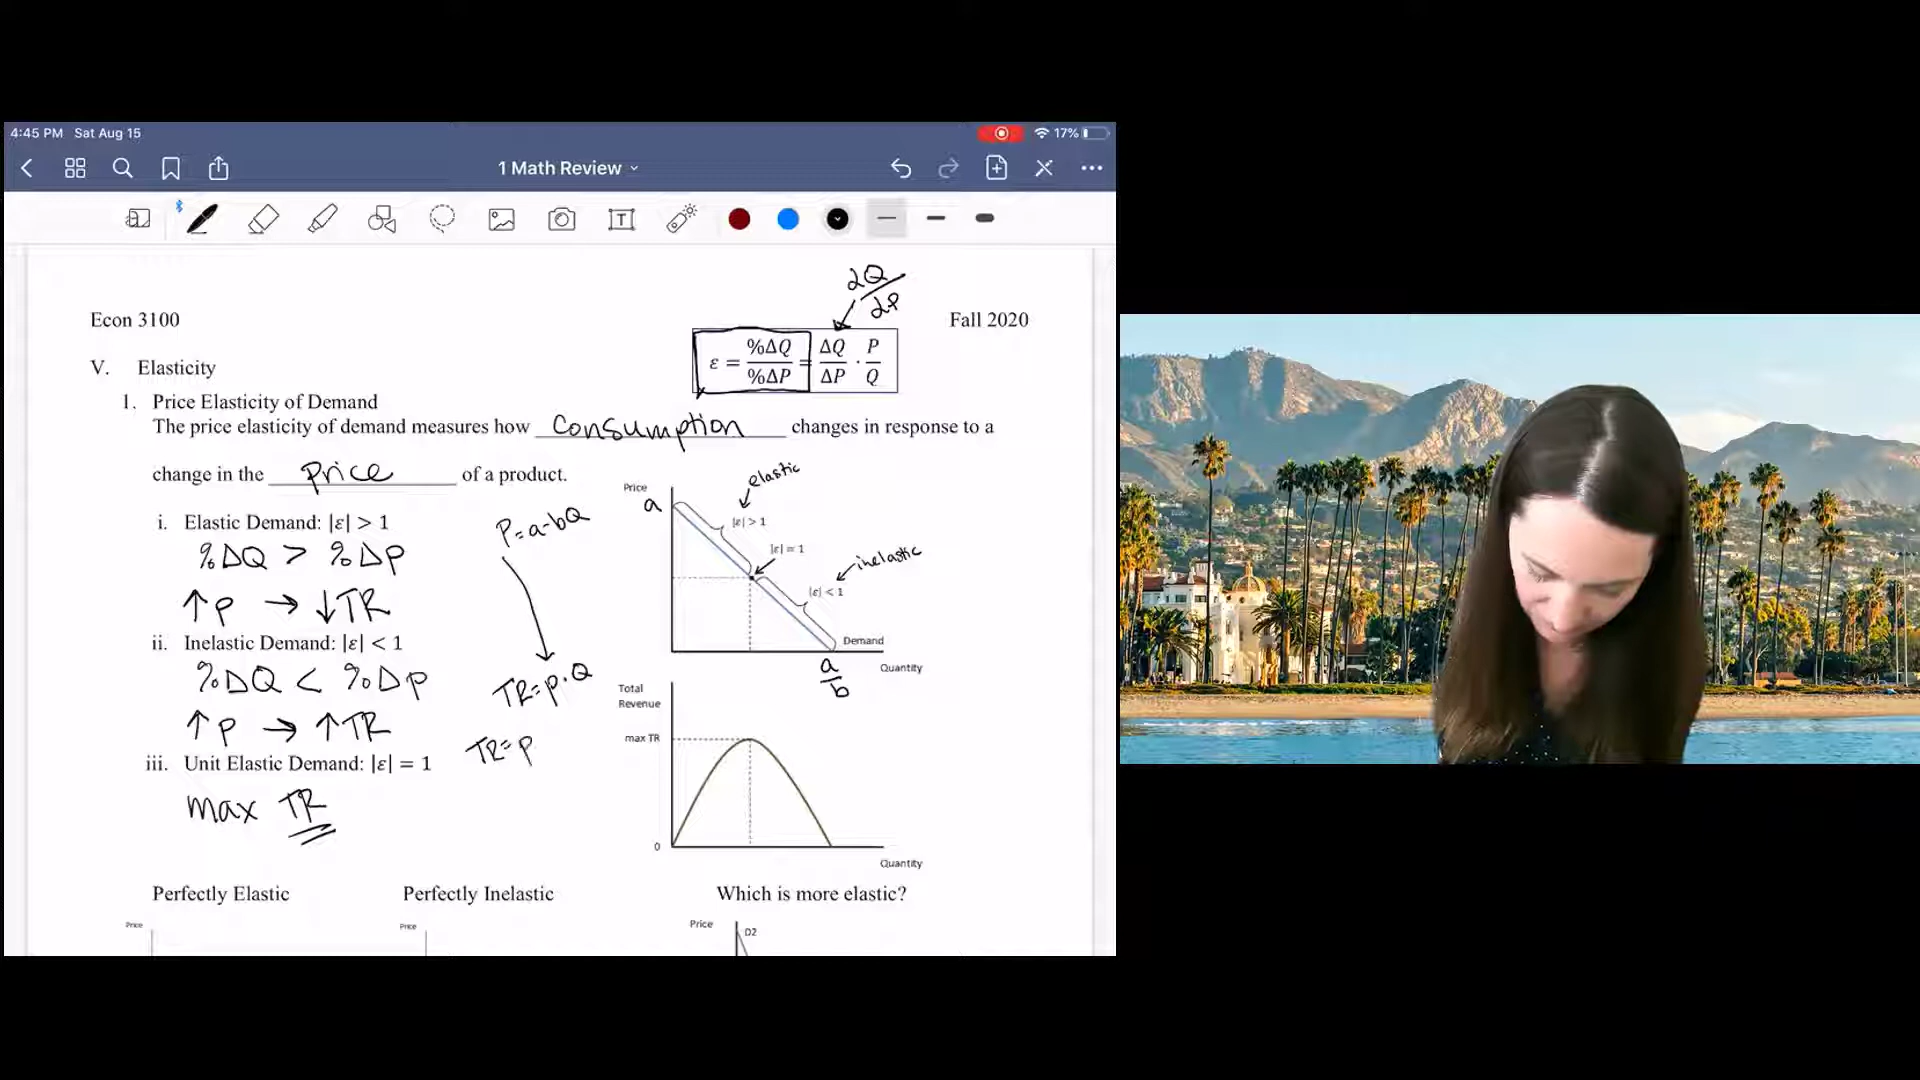 4:45 PM Sat Aug 15
17%
1 Math Review
T
∂Q/∂P
Econ 3100
Fall 2020
ε = %ΔQ/%ΔP = ΔQ/ΔP · P/Q
V. Elasticity
1. Price Elasticity of Demand
The price elasticity of demand measures how consumption changes in response to a
change in the price of a product.
i. Elastic Demand: |ε| > 1
%ΔQ > %ΔP
↑P → ↓TR
ii. Inelastic Demand: |ε| < 1
%ΔQ < %ΔP
↑P → ↑TR
iii. Unit Elastic Demand: |ε| = 1
max TR
P=a-bQ
TR=P·Q
TR=P
Price
a
elastic
|ε| > 1
|ε| = 1
inelastic
|ε| < 1
Demand
a/b
Quantity
Total
Revenue
max TR
0
Quantity
Perfectly Elastic
Perfectly Inelastic
Which is more elastic?
Price
Price
Price
D2